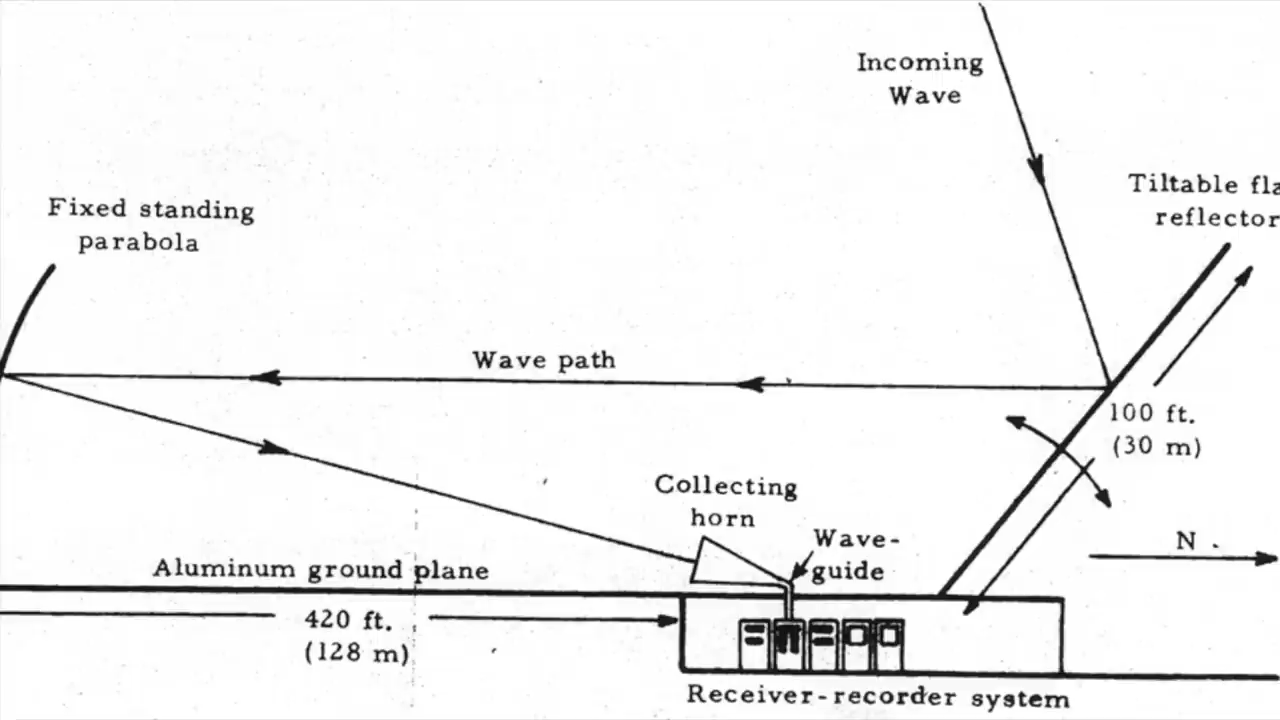 Incoming
Wave
Tiltable fla
reflector
Fixed standing
parabola
Wave path
100 ft.
(30 m)
Collecting
horn
Wave-
guide
N
Aluminum ground plane
420 ft.
(128 m)
Receiver-recorder system